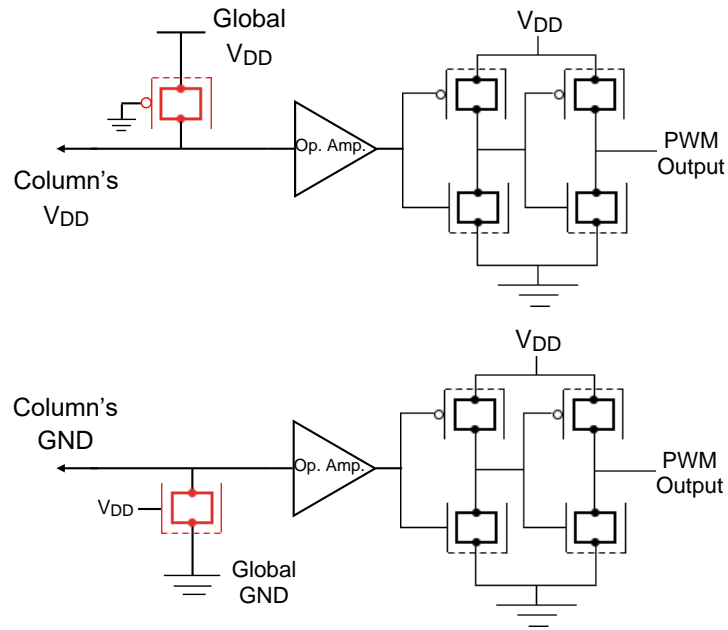 Global
VDD
VDD
Op. Amp.
PWM
Output
Column's
VDD
VDD
Column's
GND
Op. Amp.
PWM
Output
VDD
Global
GND